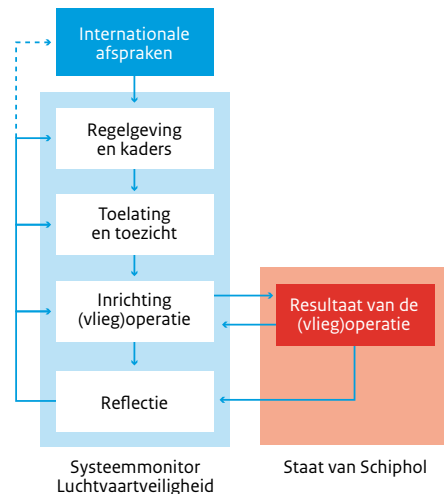 Internationale
afspraken
Regelgeving
en kaders
Toelating
en toezicht
Inrichting
(vlieg)operatie
Resultaat van de
(vlieg)operatie
Reflectie
Systeemmonitor
Luchtvaartveiligheid
Staat van Schiphol